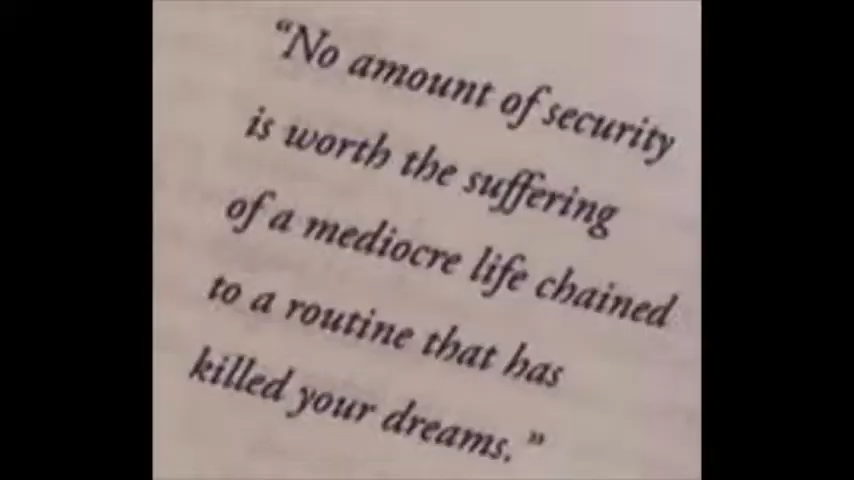 “No amount of security
is worth the suffering
of a mediocre life chained
to a routine that has
killed your dreams.”